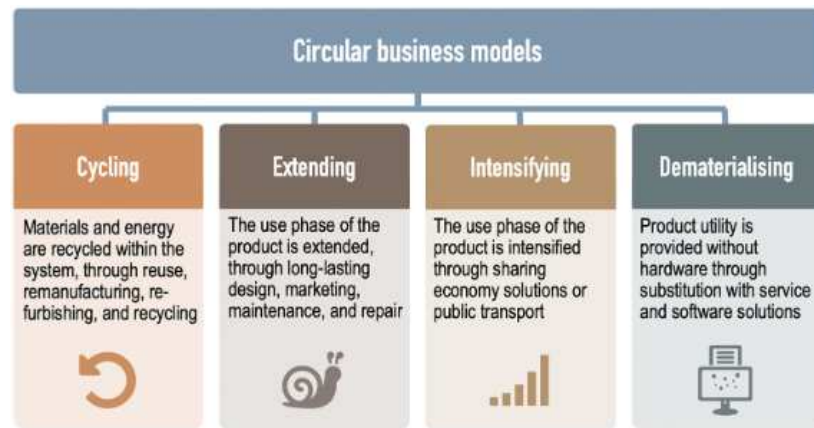 Circular business models
Cycling
Materials and energy
are recycled within the
system, through reuse,
remanufacturing, re-
furbishing, and recycling
Extending
The use phase of the
product is extended,
through long-lasting
design, marketing,
maintenance, and repair
Intensifying
The use phase of the
product is intensified
through sharing
economy solutions or
public transport
Dematerialising
Product utility is
provided without
hardware through
substitution with service
and software solutions